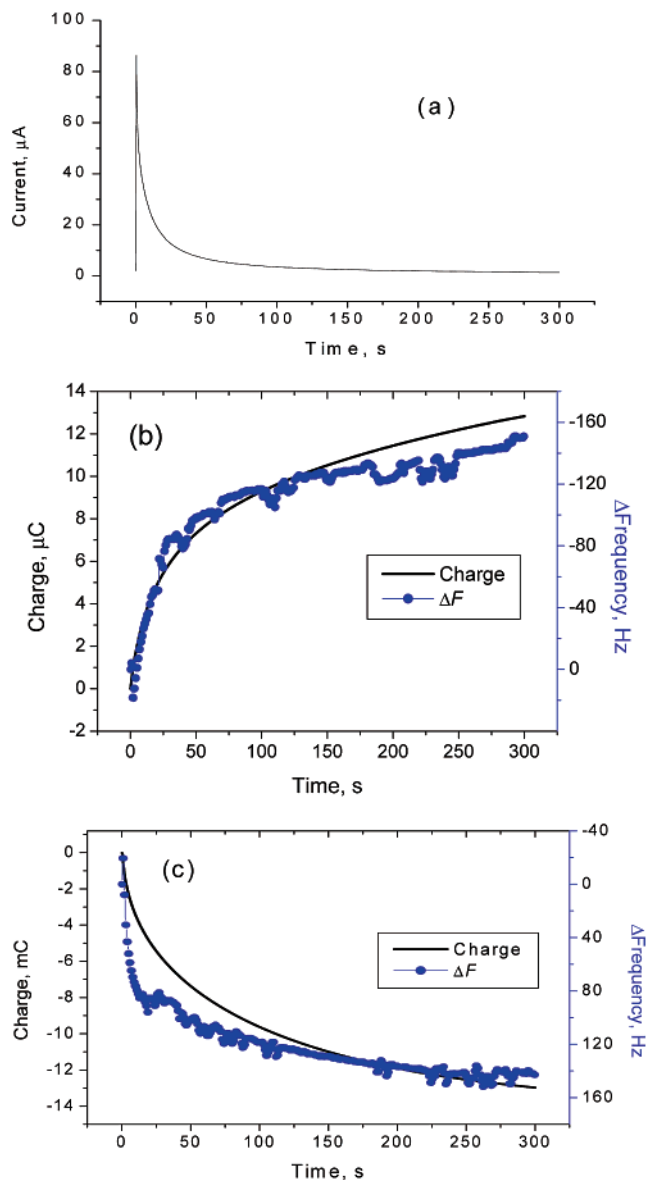 100
80
60
40
20
0
Current, μA
(a)
0 50 100 150 200 250 300
Time, s
14
12
10
8
6
4
2
0
-2
Charge, μC
(b)
-160
-120
-80
-40
0
ΔFrequency, Hz
Charge
ΔF
0 50 100 150 200 250 300
Time, s
0
-2
-4
-6
-8
-10
-12
-14
Charge, mC
(c)
-40
0
40
80
120
160
ΔFrequency, Hz
Charge
ΔF
0 50 100 150 200 250 300
Time, s